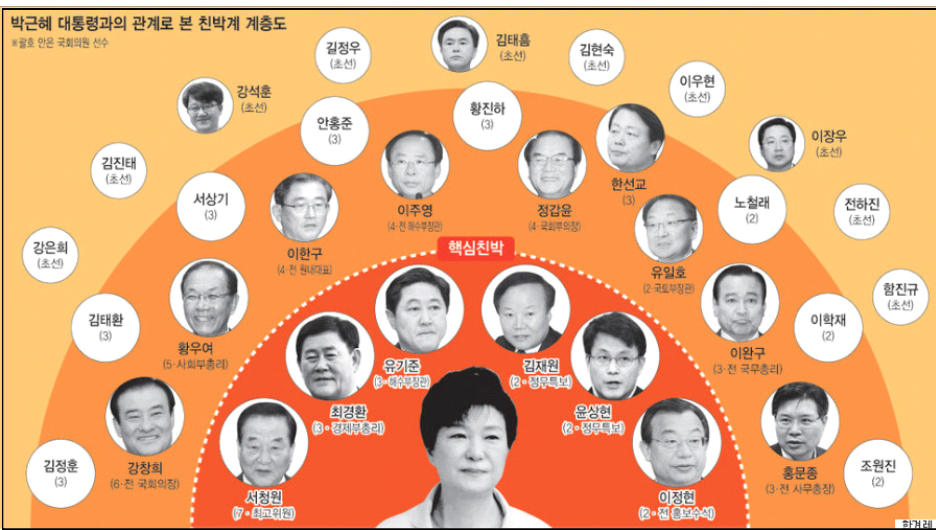 박근혜 대통령과의 관계로 본 친박계 계층도
※괄호 안은 국회의원 선수
길정우
(초선)
김태흠
(초선)
김현숙
(초선)
강석훈
(초선)
이우현
(초선)
안홍준
(3)
황진하
(3)
이장우
(초선)
김진태
(초선)
서상기
(3)
이주영
(4·전 해수부장관)
정갑윤
(4·국회부의장)
한선교
(3)
노철래
(2)
전하진
(초선)
강은희
(초선)
이한구
(4·전 원내대표)
핵심친박
유일호
(2·국토부장관)
함진규
(초선)
김태환
(3)
황우여
(5·사회부총리)
유기준
(3·해수부장관)
김재원
(2·정무특보)
이완구
(3·전 국무총리)
이학재
(2)
최경환
(3·경제부총리)
윤상현
(2·정무특보)
김정훈
(3)
강창희
(6·전 국회의장)
서청원
(7·최고위원)
이정현
(2·전 홍보수석)
홍문종
(3·전 사무총장)
조원진
(2)
한겨레